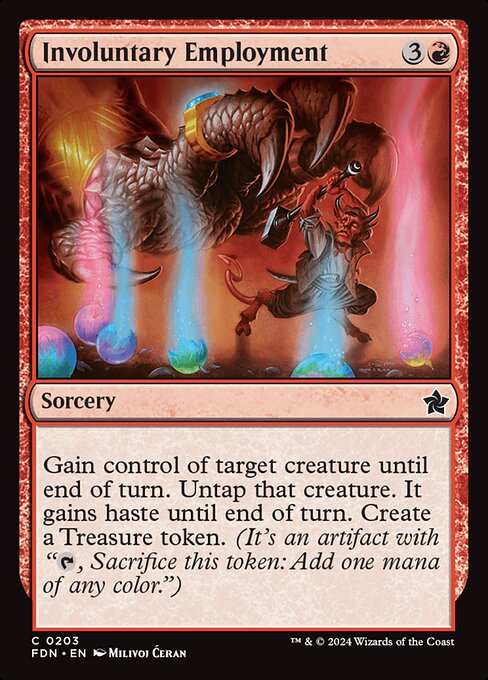 Involuntary Employment 3
Sorcery
Gain control of target creature until
end of turn. Untap that creature. It
gains haste until end of turn. Create
a Treasure token. (It's an artifact with
“, Sacrifice this token: Add one mana
of any color.”)
C 0203
FDN • EN Milivoj Ćeran
™ & © 2024 Wizards of the Coast